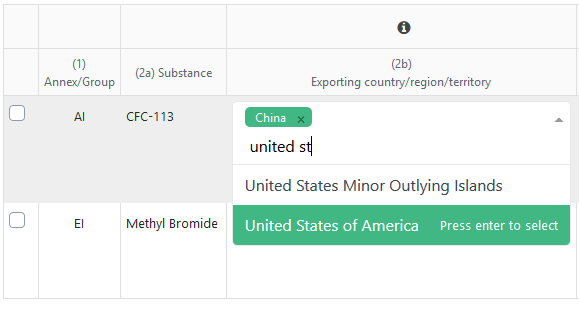 (1)
Annex/Group
(2a) Substance
(2b)
Exporting country/region/territory
AI
CFC-113
China ×
united st
United States Minor Outlying Islands
EI
Methyl Bromide
United States of America Press enter to select